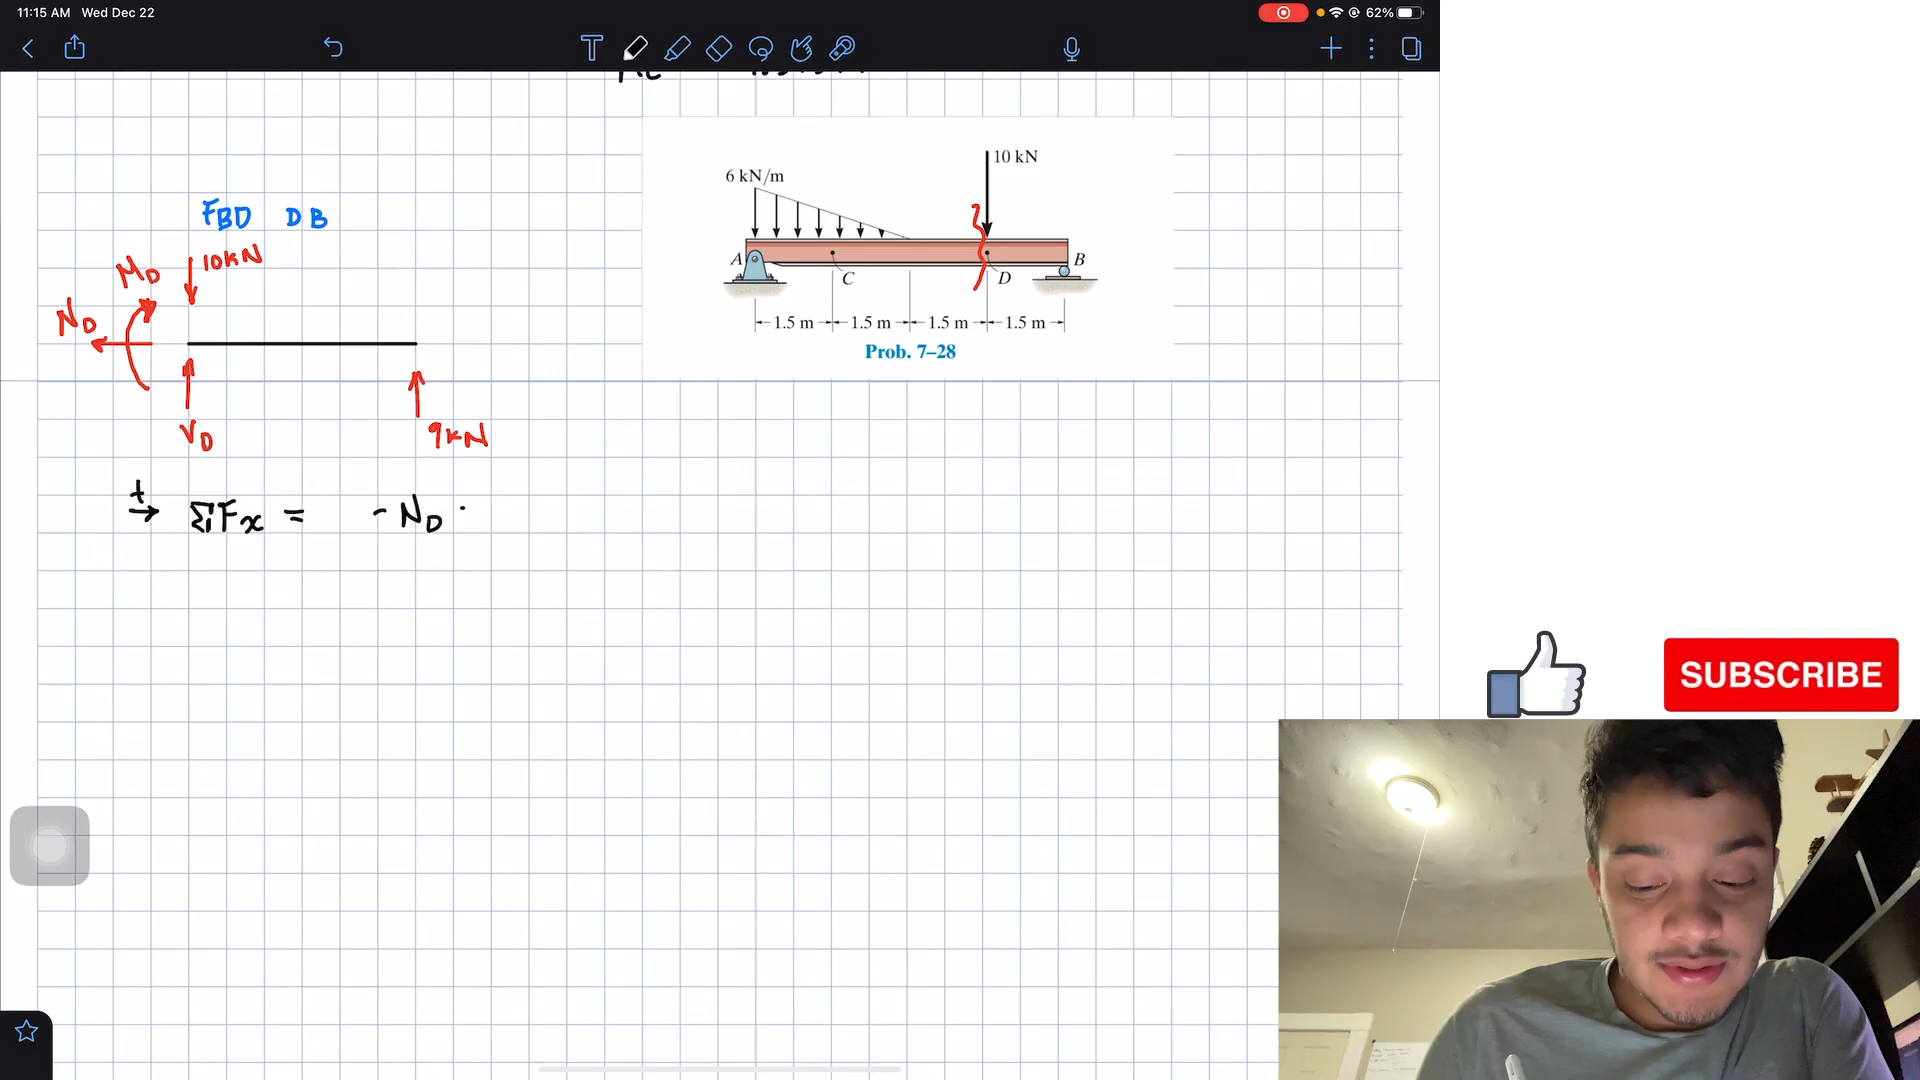 11:15 AM Wed Dec 22
62%
T
6 kN/m
10 kN
A
C
D
B
1.5 m 1.5 m 1.5 m 1.5 m
Prob. 7–28
FBD DB
10kN
MD
ND
VD
9kN
+
→ ΣFx = - ND
SUBSCRIBE